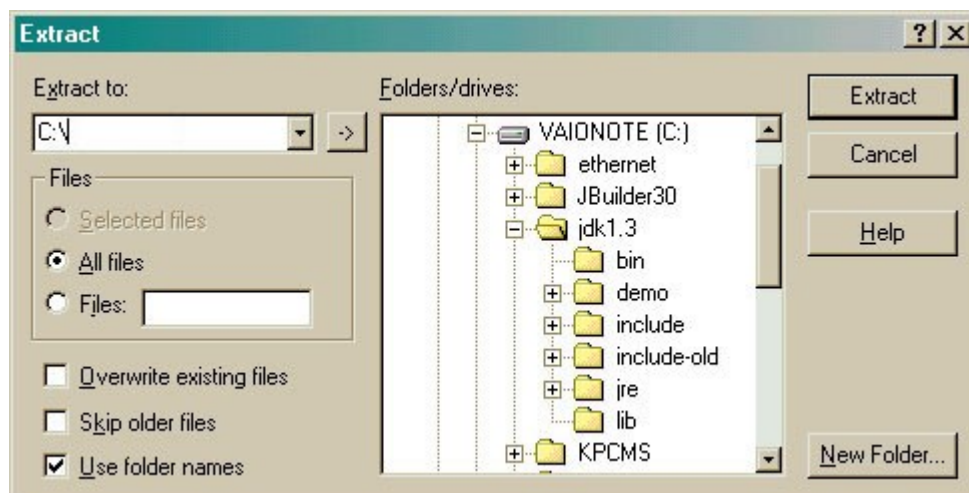 Extract
Extract to:
C:\
->
Files
Selected files
All files
Files:
Overwrite existing files
Skip older files
Use folder names
Folders/drives:
VAIONOTE (C:)
ethernet
JBuilder30
jdk1.3
bin
demo
include
include-old
jre
lib
KPCMS
Extract
Cancel
Help
New Folder...